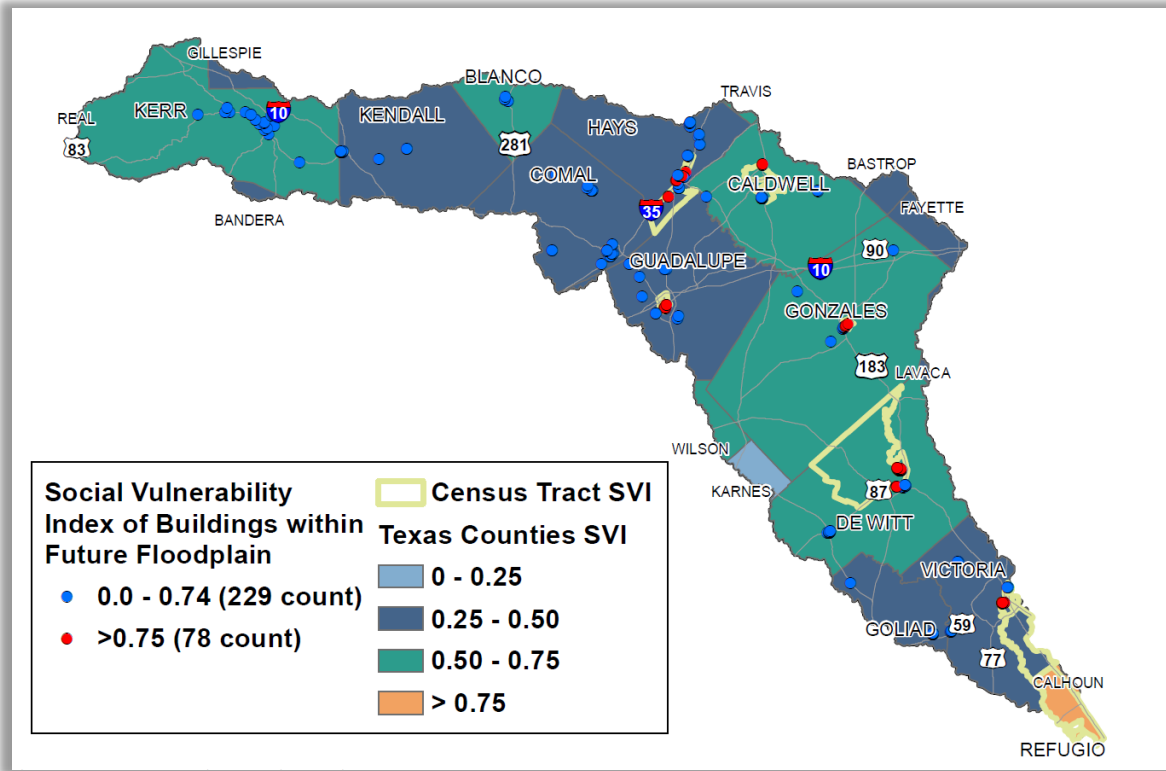 GILLESPIE
BLANCO
TRAVIS
REAL
KERR
10
KENDALL
HAYS
83
281
BASTROP
COMAL
CALDWELL
FAYETTE
35
BANDERA
90
GUADALUPE
10
GONZALES
183
LAVACA
WILSON
KARNES
87
DE WITT
VICTORIA
GOLIAD
59
77
CALHOUN
REFUGIO
Social Vulnerability
Index of Buildings within
Future Floodplain
0.0 - 0.74 (229 count)
>0.75 (78 count)
Census Tract SVI
Texas Counties SVI
0 - 0.25
0.25 - 0.50
0.50 - 0.75
> 0.75